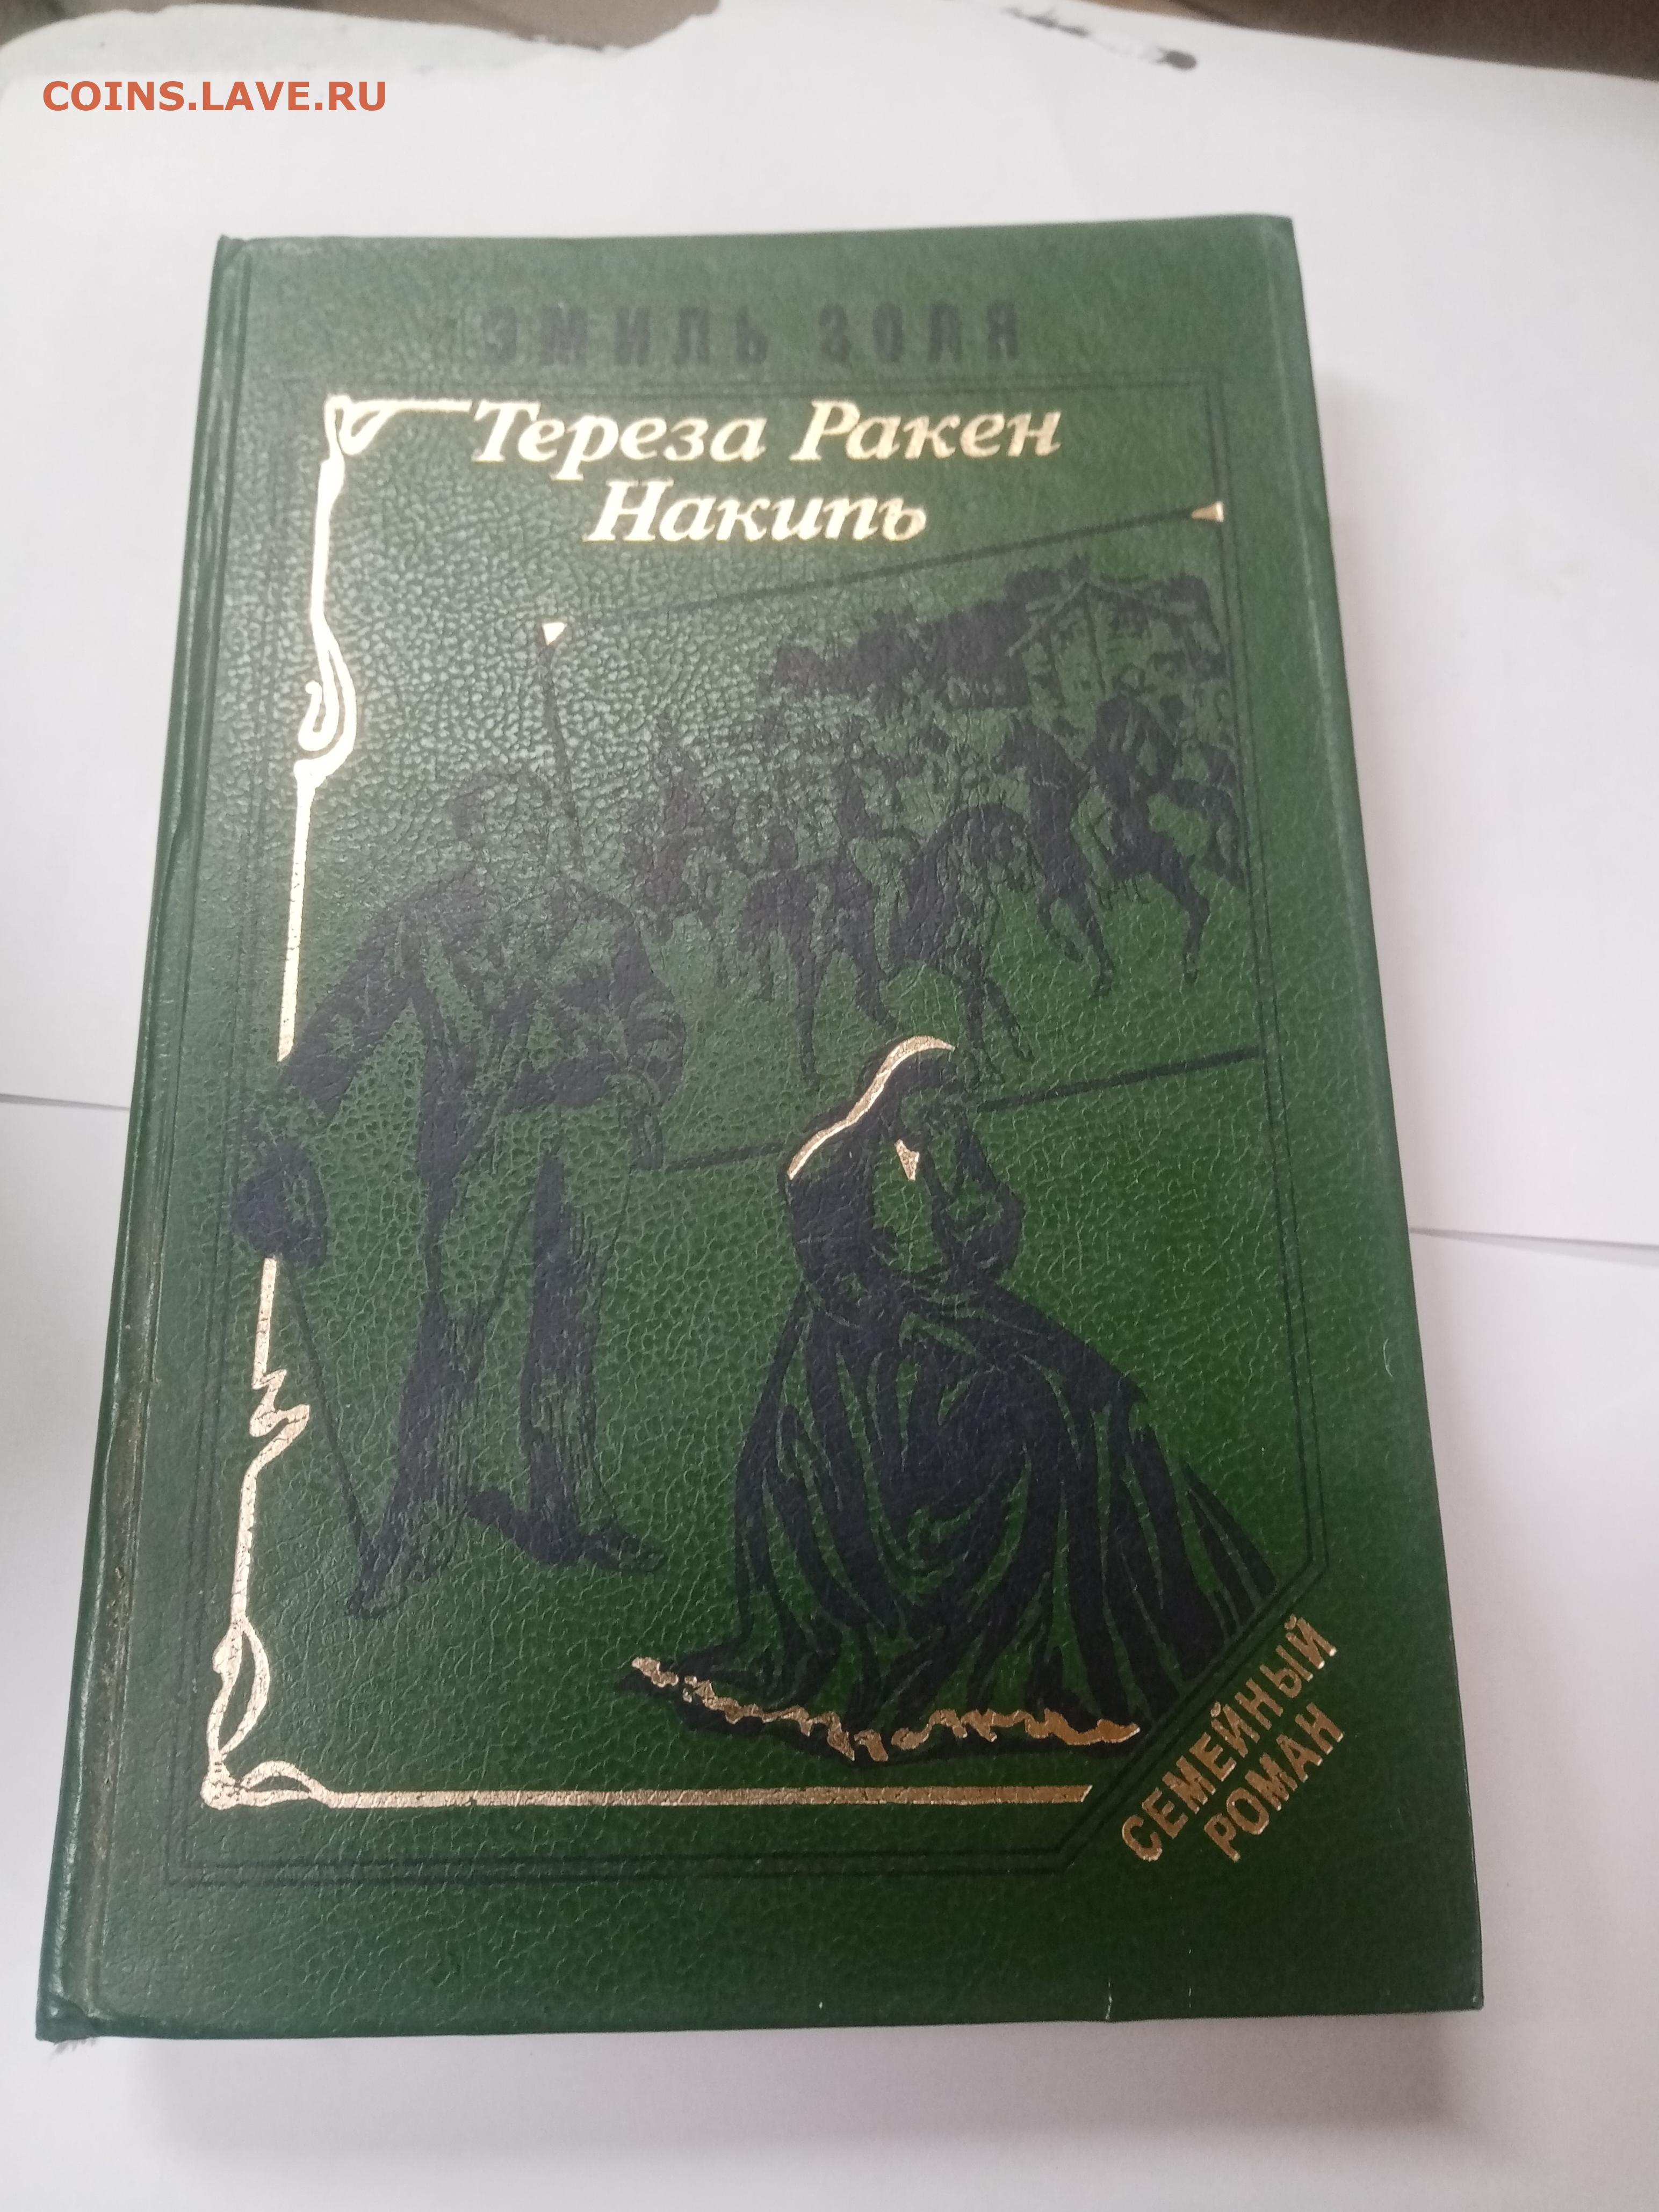 COINS.LAVE.RU
ЭМИЛЬ ЗОЛЯ
Тереза Ракен
Накипь
СЕМЕЙНЫЙ
РОМАН